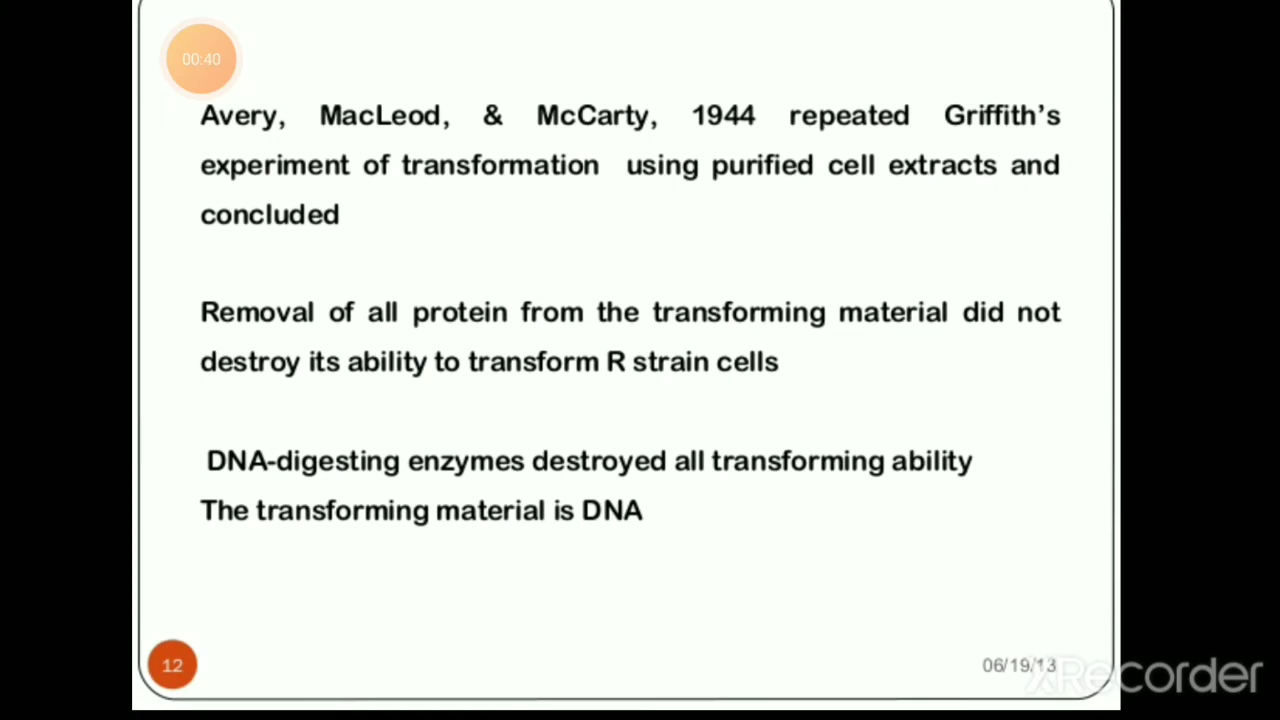 00:40
Avery, MacLeod, & McCarty, 1944 repeated Griffith's
experiment of transformation using purified cell extracts and
concluded
Removal of all protein from the transforming material did not
destroy its ability to transform R strain cells
DNA-digesting enzymes destroyed all transforming ability
The transforming material is DNA
12
06/19/13
XRecorder